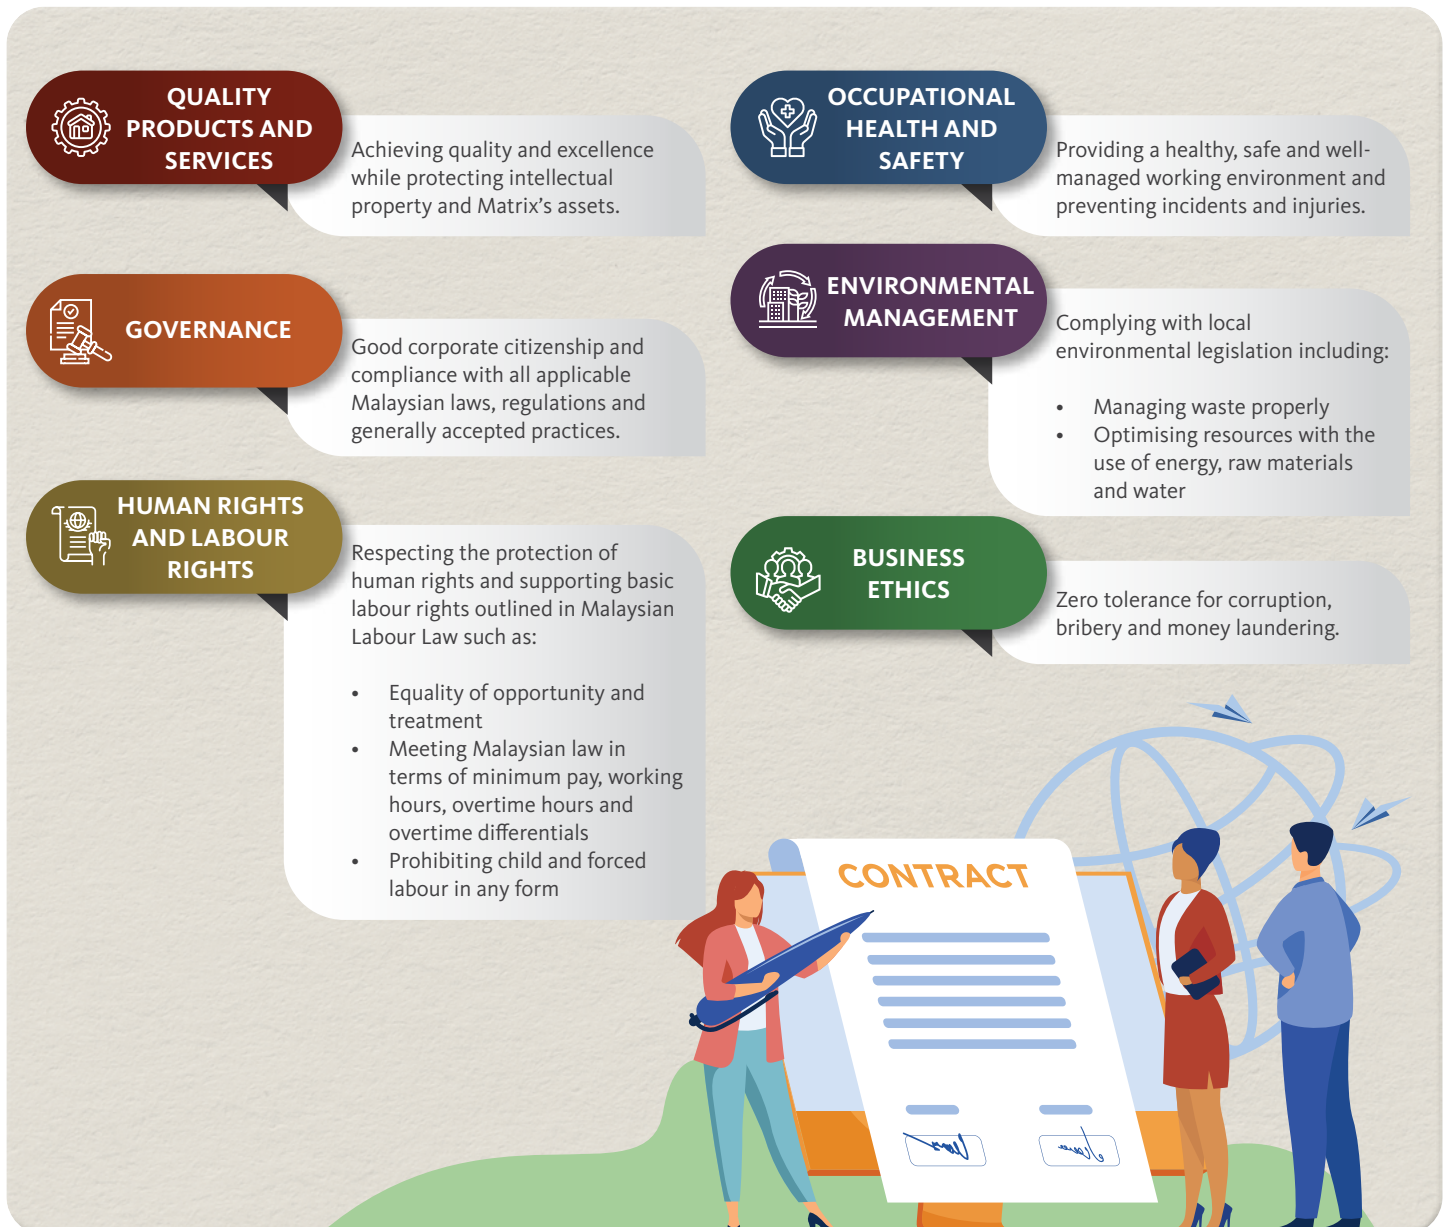 QUALITY
PRODUCTS AND
SERVICES
Achieving quality and excellence
while protecting intellectual
property and Matrix’s assets.
GOVERNANCE
Good corporate citizenship and
compliance with all applicable
Malaysian laws, regulations and
generally accepted practices.
HUMAN RIGHTS
AND LABOUR
RIGHTS
Respecting the protection of
human rights and supporting basic
labour rights outlined in Malaysian
Labour Law such as:
• Equality of opportunity and
treatment
• Meeting Malaysian law in
terms of minimum pay, working
hours, overtime hours and
overtime differentials
• Prohibiting child and forced
labour in any form
OCCUPATIONAL
HEALTH AND
SAFETY
Providing a healthy, safe and well-
managed working environment and
preventing incidents and injuries.
ENVIRONMENTAL
MANAGEMENT
Complying with local
environmental legislation including:
• Managing waste properly
• Optimising resources with the
use of energy, raw materials
and water
BUSINESS
ETHICS
Zero tolerance for corruption,
bribery and money laundering.
CONTRACT